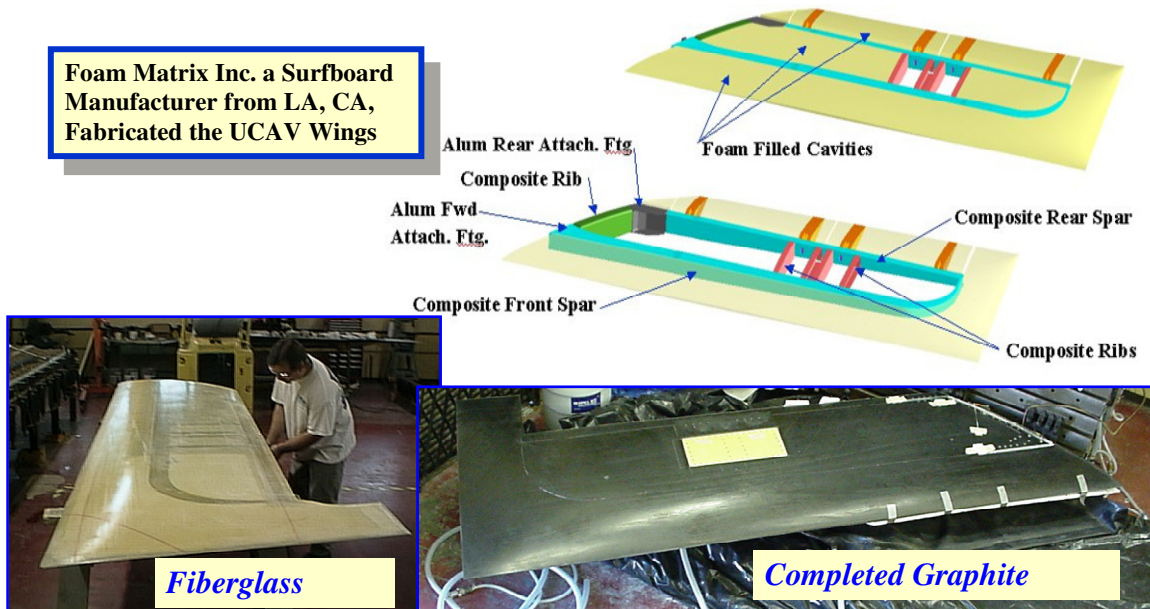 Foam Matrix Inc. a Surfboard
Manufacturer from LA, CA,
Fabricated the UCAV Wings
Foam Filled Cavities
Alum Rear Attach. Ftg
Composite Rib
Alum Fwd
Attach. Ftg.
Composite Rear Spar
Composite Front Spar
Composite Ribs
Fiberglass
Completed Graphite